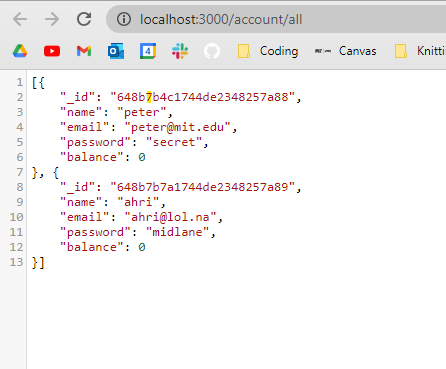 localhost:3000/account/all
Coding
Canvas
Knitti
1 [{
2 "_id": "648b7b4c1744de2348257a88",
3 "name": "peter",
4 "email": "peter@mit.edu",
5 "password": "secret",
6 "balance": 0
7 }, {
8 "_id": "648b7b7a1744de2348257a89",
9 "name": "ahri",
10 "email": "ahri@lol.na",
11 "password": "midlane",
12 "balance": 0
13 }]